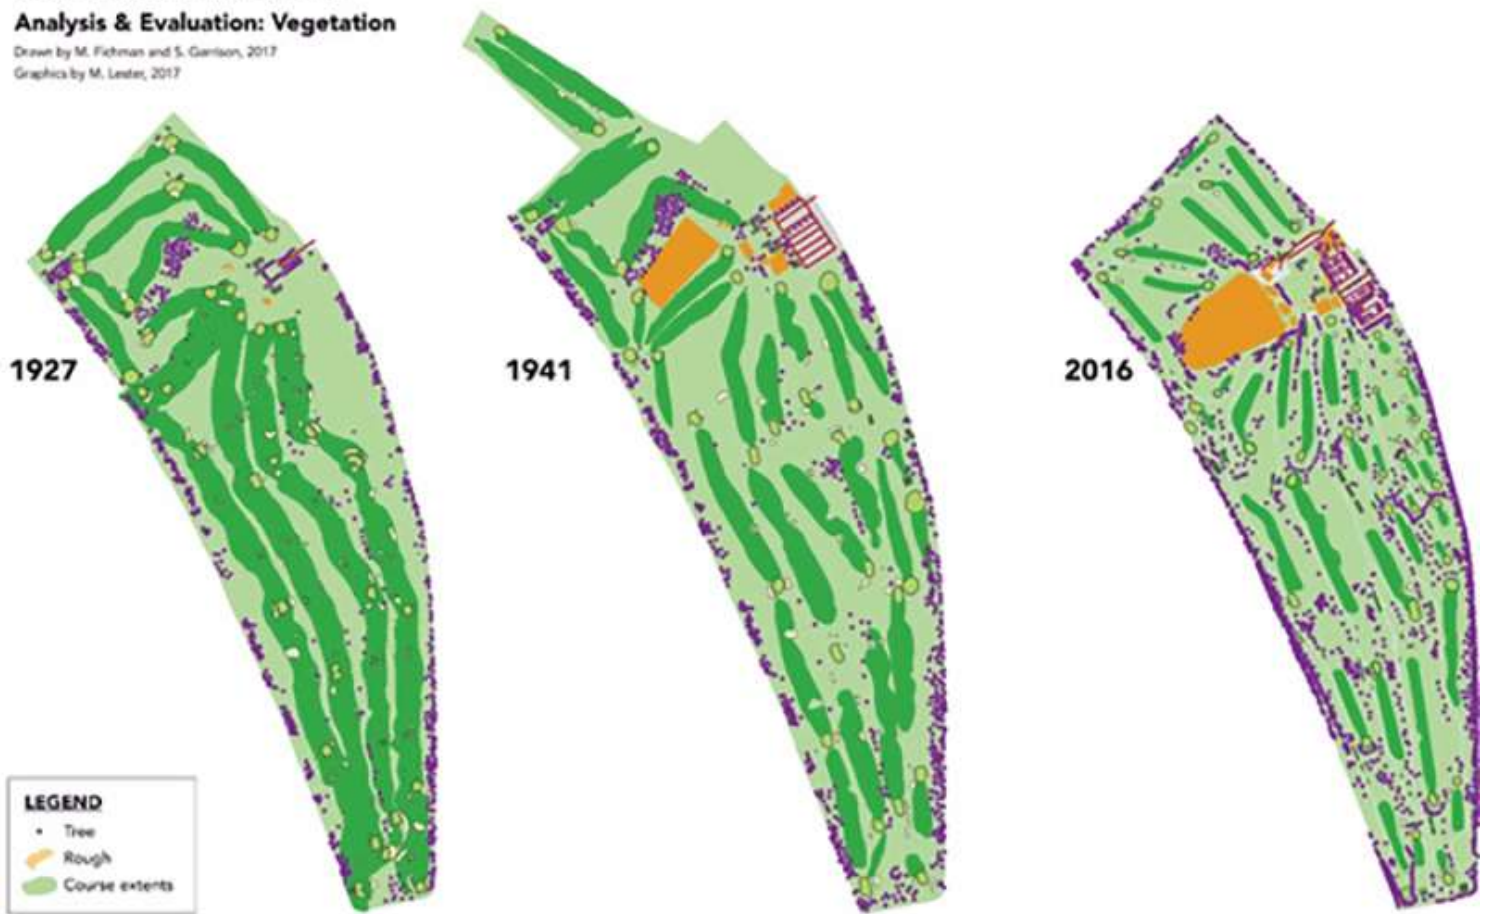 Analysis & Evaluation: Vegetation
Drawn by M. Fichman and S. Garrison, 2017
Graphics by M. Lester, 2017
1927
1941
2016
LEGEND
Tree
Rough
Course extents